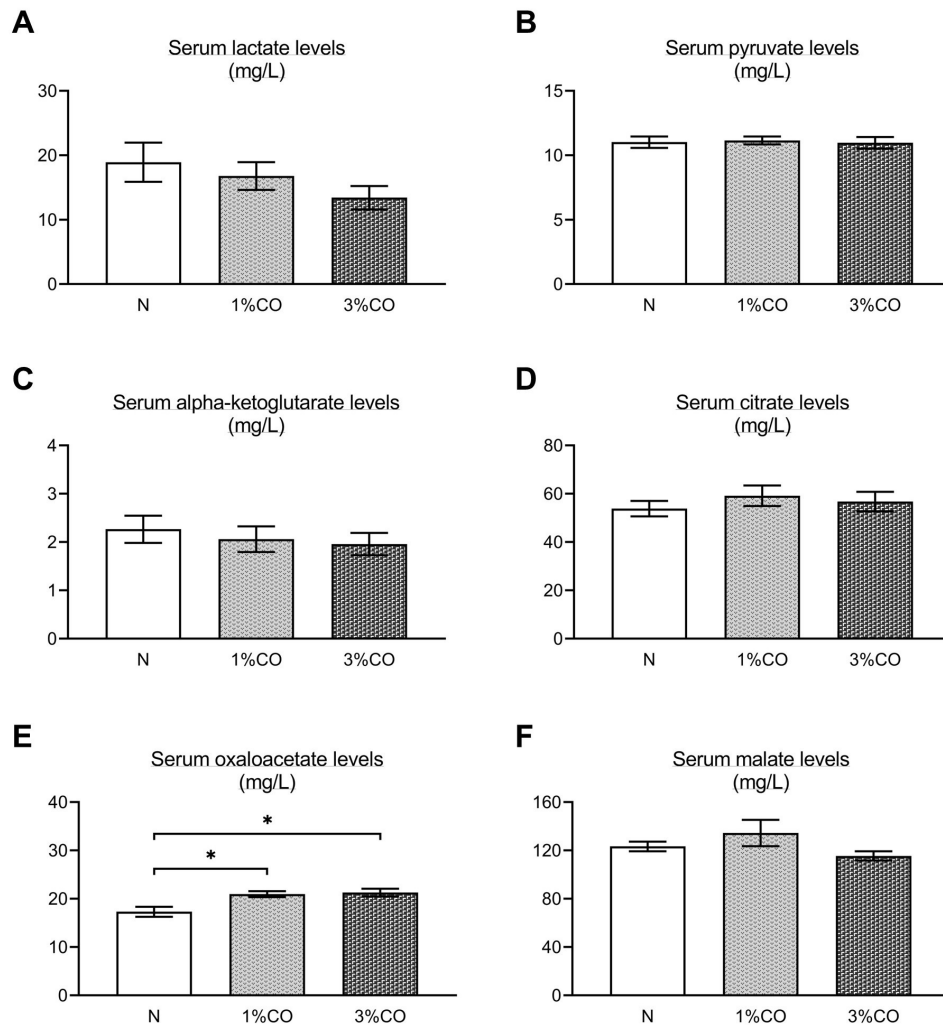 A
Serum lactate levels
(mg/L)
30
20
10
0
N 1%CO 3%CO
B
Serum pyruvate levels
(mg/L)
15
10
5
0
N 1%CO 3%CO
C
Serum alpha-ketoglutarate levels
(mg/L)
4
3
2
1
0
N 1%CO 3%CO
D
Serum citrate levels
(mg/L)
80
60
40
20
0
N 1%CO 3%CO
E
Serum oxaloacetate levels
(mg/L)
40
30
20
10
0
*
*
N 1%CO 3%CO
F
Serum malate levels
(mg/L)
160
120
80
40
0
N 1%CO 3%CO